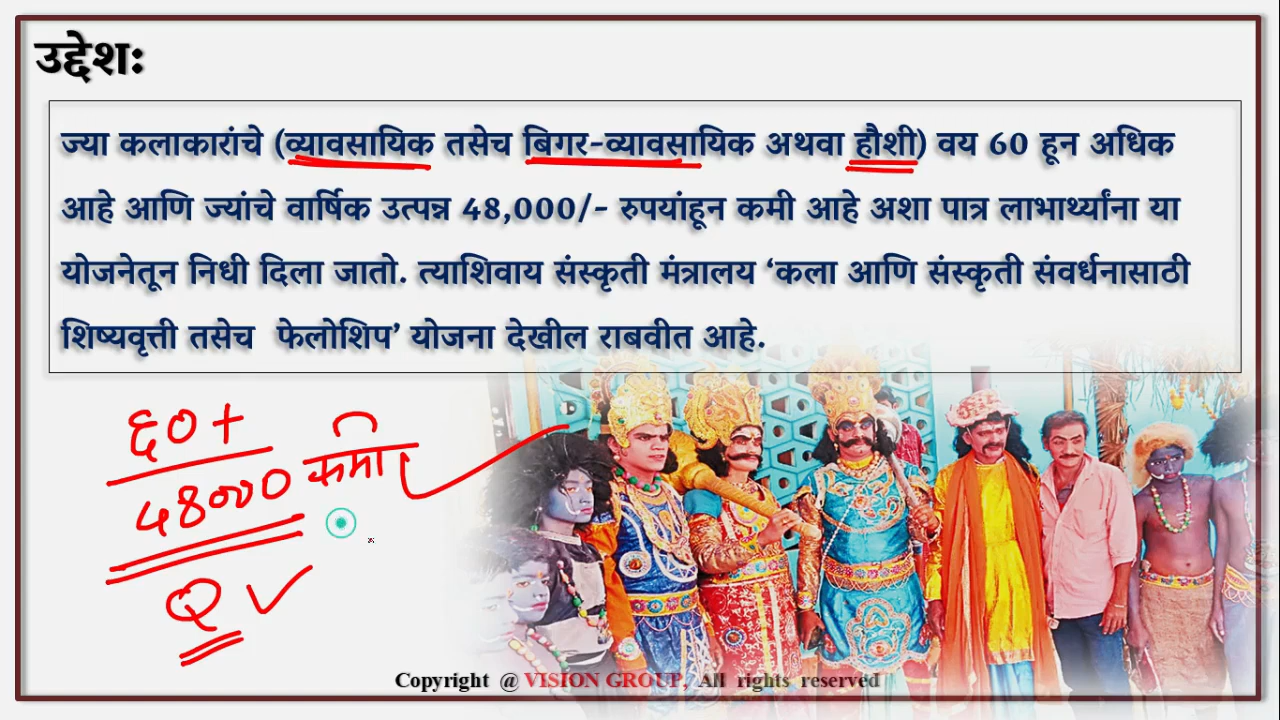 उद्देशः
ज्या कलाकारांचे (व्यावसायिक तसेच बिगर-व्यावसायिक अथवा हौशी) वय 60 हून अधिक
आहे आणि ज्यांचे वार्षिक उत्पन्न 48,000/- रुपयांहून कमी आहे अशा पात्र लाभार्थ्यांना या
योजनेतून निधी दिला जातो. त्याशिवाय संस्कृती मंत्रालय ‘कला आणि संस्कृती संवर्धनासाठी
शिष्यवृत्ती तसेच फेलोशिप’ योजना देखील राबवीत आहे.
६०+
48000 कमी
Copyright @ VISION GROUP, All rights reserved